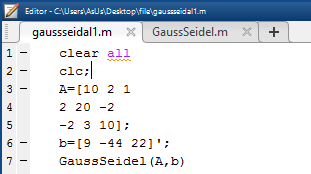 Editor - C:\Users\AsUs\Desktop\file\gaussseidal1.m
gaussseidal1.m × GaussSeidel.m × +
1 - clear all
2 - clc;
3 - A=[10 2 1
4 2 20 -2
5 -2 3 10];
6 - b=[9 -44 22]';
7 - GaussSeidel(A,b)